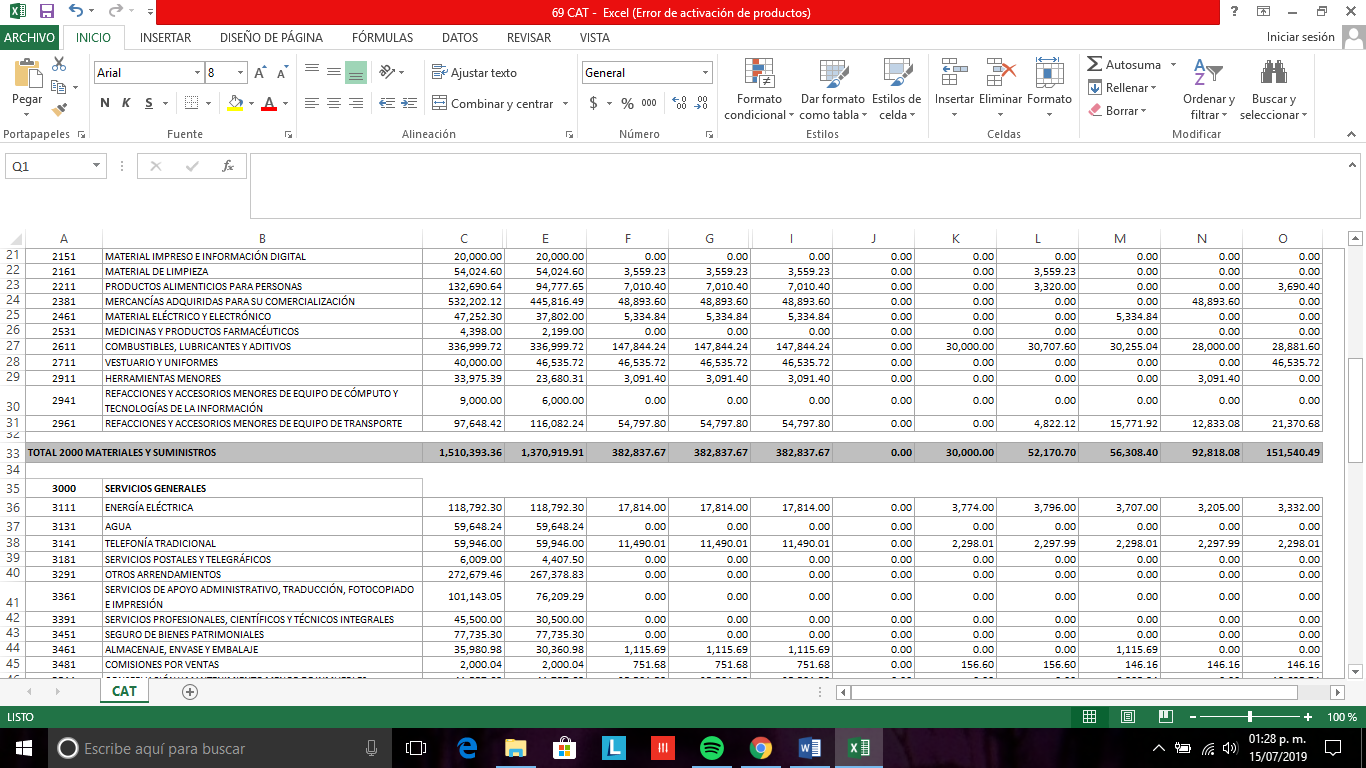 69 CAT - Excel (Error de activación de productos)
ARCHIVO INICIO INSERTAR DISEÑO DE PÁGINA FÓRMULAS DATOS REVISAR VISTA Iniciar sesión
Pegar
Arial 8
N K S
Ajustar texto
Combinar y centrar
General
$ % 000
Formato condicional
Dar formato como tabla
Estilos de celda
Insertar Eliminar Formato
Autosuma
Rellenar
Borrar
Ordenar y filtrar
Buscar y seleccionar
Portapapeles Fuente Alineación Número Estilos Celdas Modificar
Q1 fx
A B C E F G I J K L M N O
21 2151 MATERIAL IMPRESO E INFORMACIÓN DIGITAL 20,000.00 20,000.00 0.00 0.00 0.00 0.00 0.00 0.00 0.00 0.00 0.00
22 2161 MATERIAL DE LIMPIEZA 54,024.60 54,024.60 3,559.23 3,559.23 3,559.23 0.00 0.00 3,559.23 0.00 0.00 0.00
23 2211 PRODUCTOS ALIMENTICIOS PARA PERSONAS 132,690.64 94,777.65 7,010.40 7,010.40 7,010.40 0.00 0.00 3,320.00 0.00 0.00 3,690.40
24 2381 MERCANCÍAS ADQUIRIDAS PARA SU COMERCIALIZACIÓN 532,202.12 445,816.49 48,893.60 48,893.60 48,893.60 0.00 0.00 0.00 0.00 48,893.60 0.00
25 2461 MATERIAL ELÉCTRICO Y ELECTRÓNICO 47,252.30 37,802.00 5,334.84 5,334.84 5,334.84 0.00 0.00 0.00 5,334.84 0.00 0.00
26 2531 MEDICINAS Y PRODUCTOS FARMACÉUTICOS 4,398.00 2,199.00 0.00 0.00 0.00 0.00 0.00 0.00 0.00 0.00 0.00
27 2611 COMBUSTIBLES, LUBRICANTES Y ADITIVOS 336,999.72 336,999.72 147,844.24 147,844.24 147,844.24 0.00 30,000.00 30,707.60 30,255.04 28,000.00 28,881.60
28 2711 VESTUARIO Y UNIFORMES 40,000.00 46,535.72 46,535.72 46,535.72 46,535.72 0.00 0.00 0.00 0.00 0.00 46,535.72
29 2911 HERRAMIENTAS MENORES 33,975.39 23,680.31 3,091.40 3,091.40 3,091.40 0.00 0.00 0.00 0.00 3,091.40 0.00
30 2941 REFACCIONES Y ACCESORIOS MENORES DE EQUIPO DE CÓMPUTO Y TECNOLOGÍAS DE LA INFORMACIÓN 9,000.00 6,000.00 0.00 0.00 0.00 0.00 0.00 0.00 0.00 0.00 0.00
31 2961 REFACCIONES Y ACCESORIOS MENORES DE EQUIPO DE TRANSPORTE 97,648.42 116,082.24 54,797.80 54,797.80 54,797.80 0.00 0.00 4,822.12 15,771.92 12,833.08 21,370.68
32
33 TOTAL 2000 MATERIALES Y SUMINISTROS 1,510,393.36 1,370,919.91 382,837.67 382,837.67 382,837.67 0.00 30,000.00 52,170.70 56,308.40 92,818.08 151,540.49
34
35 3000 SERVICIOS GENERALES
36 3111 ENERGÍA ELÉCTRICA 118,792.30 118,792.30 17,814.00 17,814.00 17,814.00 0.00 3,774.00 3,796.00 3,707.00 3,205.00 3,332.00
37 3131 AGUA 59,648.24 59,648.24 0.00 0.00 0.00 0.00 0.00 0.00 0.00 0.00 0.00
38 3141 TELEFONÍA TRADICIONAL 59,946.00 59,946.00 11,490.01 11,490.01 11,490.01 0.00 2,298.01 2,297.99 2,298.01 2,297.99 2,298.01
39 3181 SERVICIOS POSTALES Y TELEGRÁFICOS 6,009.00 4,407.50 0.00 0.00 0.00 0.00 0.00 0.00 0.00 0.00 0.00
40 3291 OTROS ARRENDAMIENTOS 272,679.46 267,378.83 0.00 0.00 0.00 0.00 0.00 0.00 0.00 0.00 0.00
41 3361 SERVICIOS DE APOYO ADMINISTRATIVO, TRADUCCIÓN, FOTOCOPIADO E IMPRESIÓN 101,143.05 76,209.29 0.00 0.00 0.00 0.00 0.00 0.00 0.00 0.00 0.00
42 3391 SERVICIOS PROFESIONALES, CIENTÍFICOS Y TÉCNICOS INTEGRALES 45,500.00 30,500.00 0.00 0.00 0.00 0.00 0.00 0.00 0.00 0.00 0.00
43 3451 SEGURO DE BIENES PATRIMONIALES 77,735.30 77,735.30 0.00 0.00 0.00 0.00 0.00 0.00 0.00 0.00 0.00
44 3461 ALMACENAJE, ENVASE Y EMBALAJE 35,980.98 30,360.98 1,115.69 1,115.69 1,115.69 0.00 0.00 0.00 1,115.69 0.00 0.00
45 3481 COMISIONES POR VENTAS 2,000.04 2,000.04 751.68 751.68 751.68 0.00 156.60 156.60 146.16 146.16 146.16
CAT
LISTO 100 %
Escribe aquí para buscar
01:28 p. m.
15/07/2019